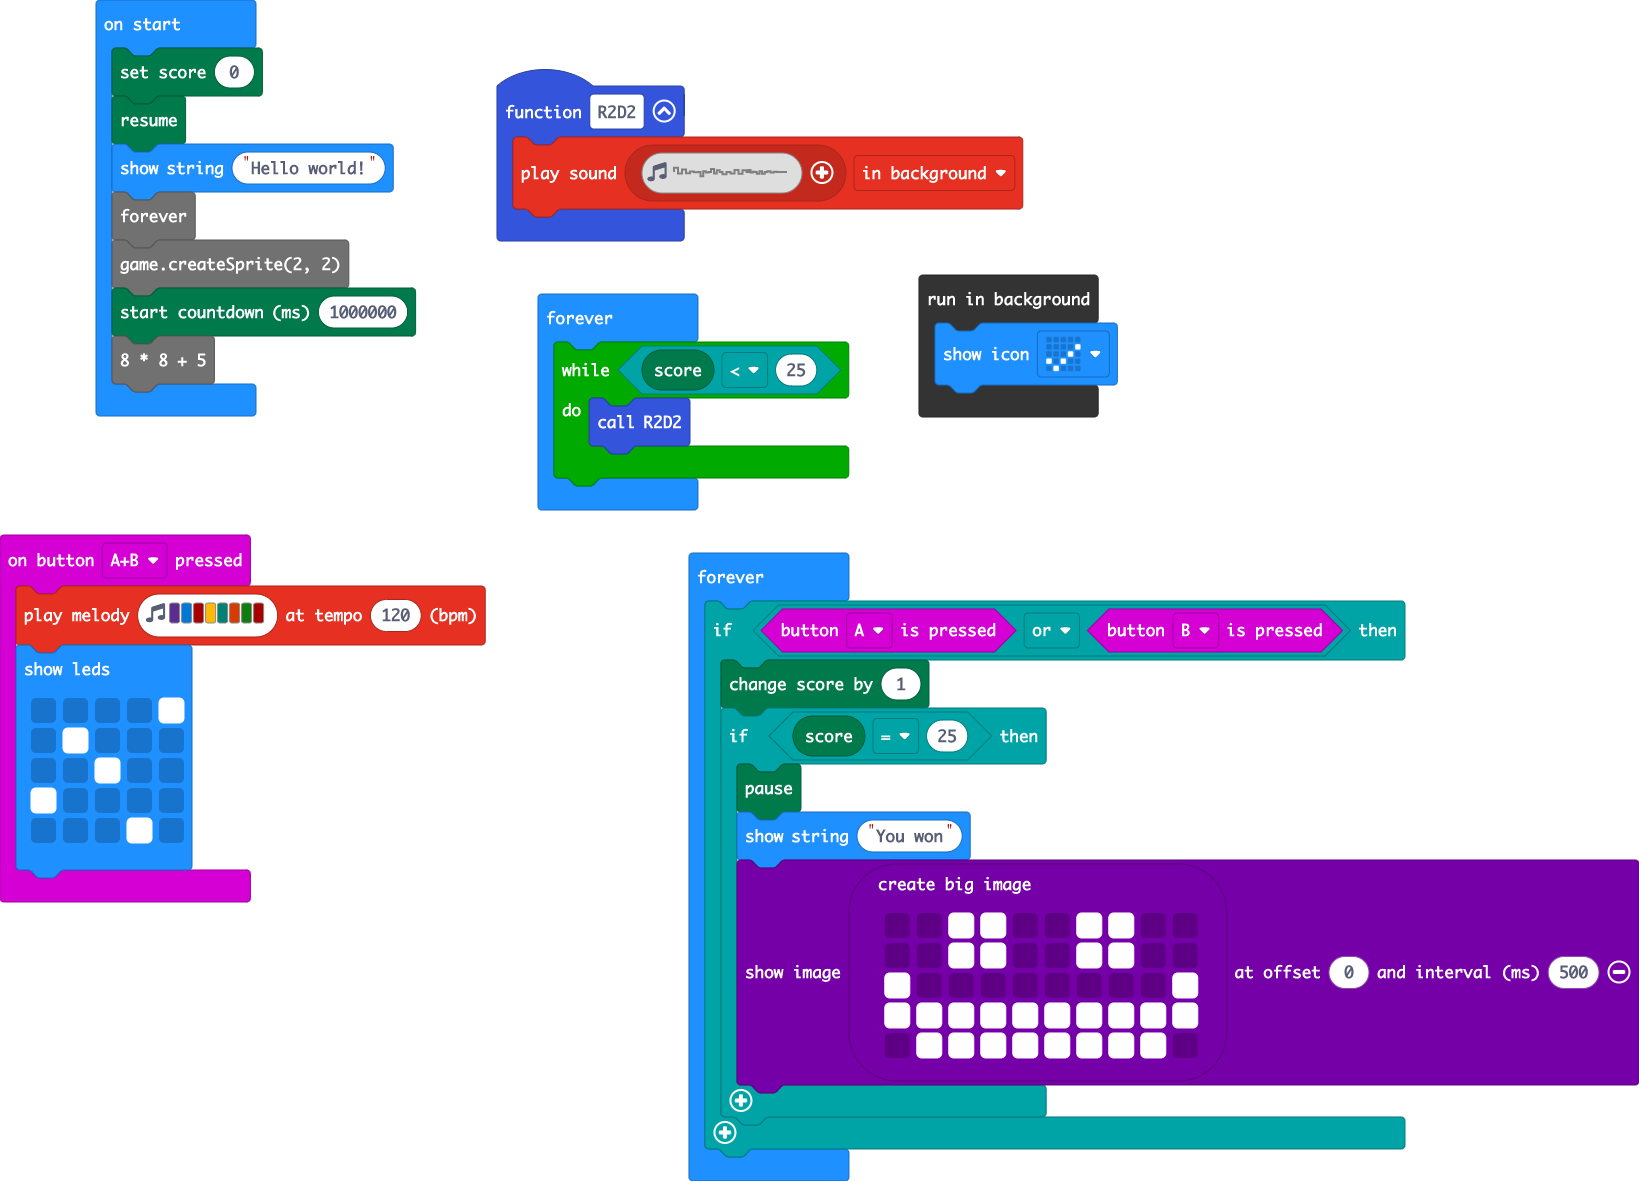 on start
set score 0
resume
show string "Hello world!"
forever
game.createSprite(2, 2)
start countdown (ms) 1000000
8 * 8 + 5
function R2D2
play sound in background
forever
while score < 25
do call R2D2
run in background
show icon
on button A+B pressed
play melody at tempo 120 (bpm)
show leds
forever
if button A is pressed or button B is pressed then
change score by 1
if score = 25 then
pause
show string "You won"
create big image
show image at offset 0 and interval (ms) 500